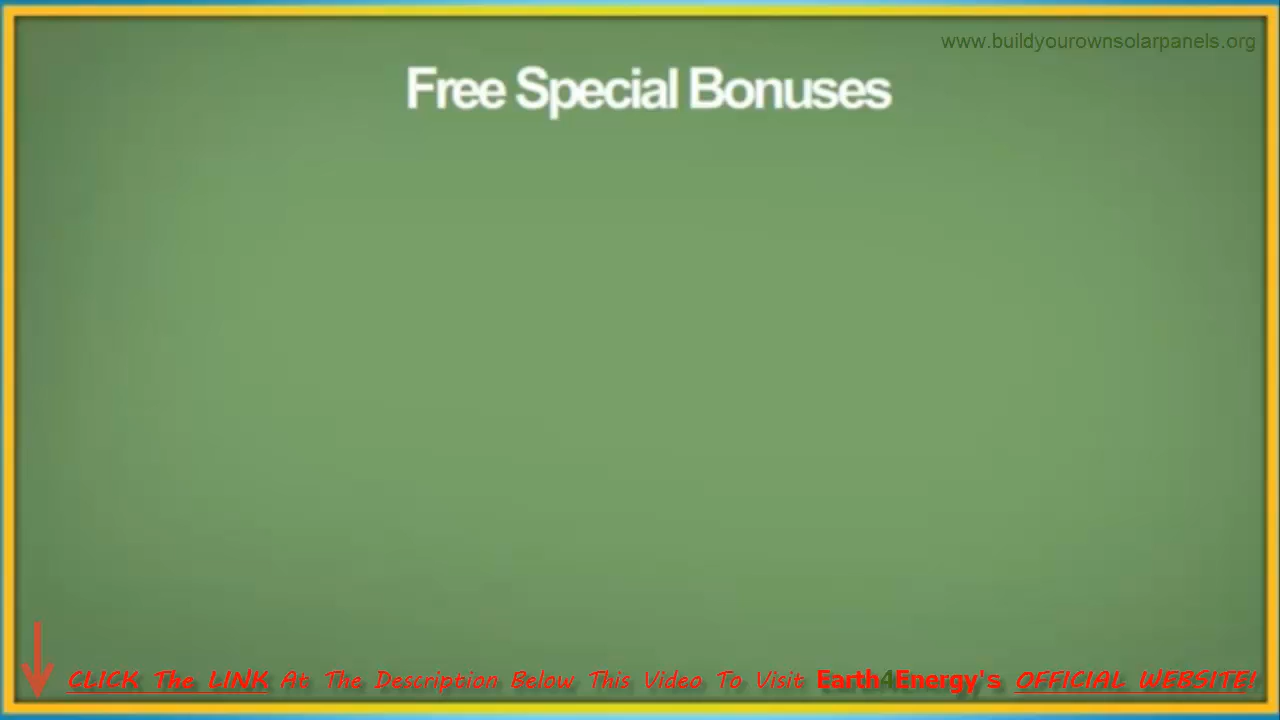 www.buildyourownsolarpanels.org
Free Special Bonuses
CLICK The LINK At The Description Below This Video To Visit Earth4Energy's OFFICIAL WEBSITE!